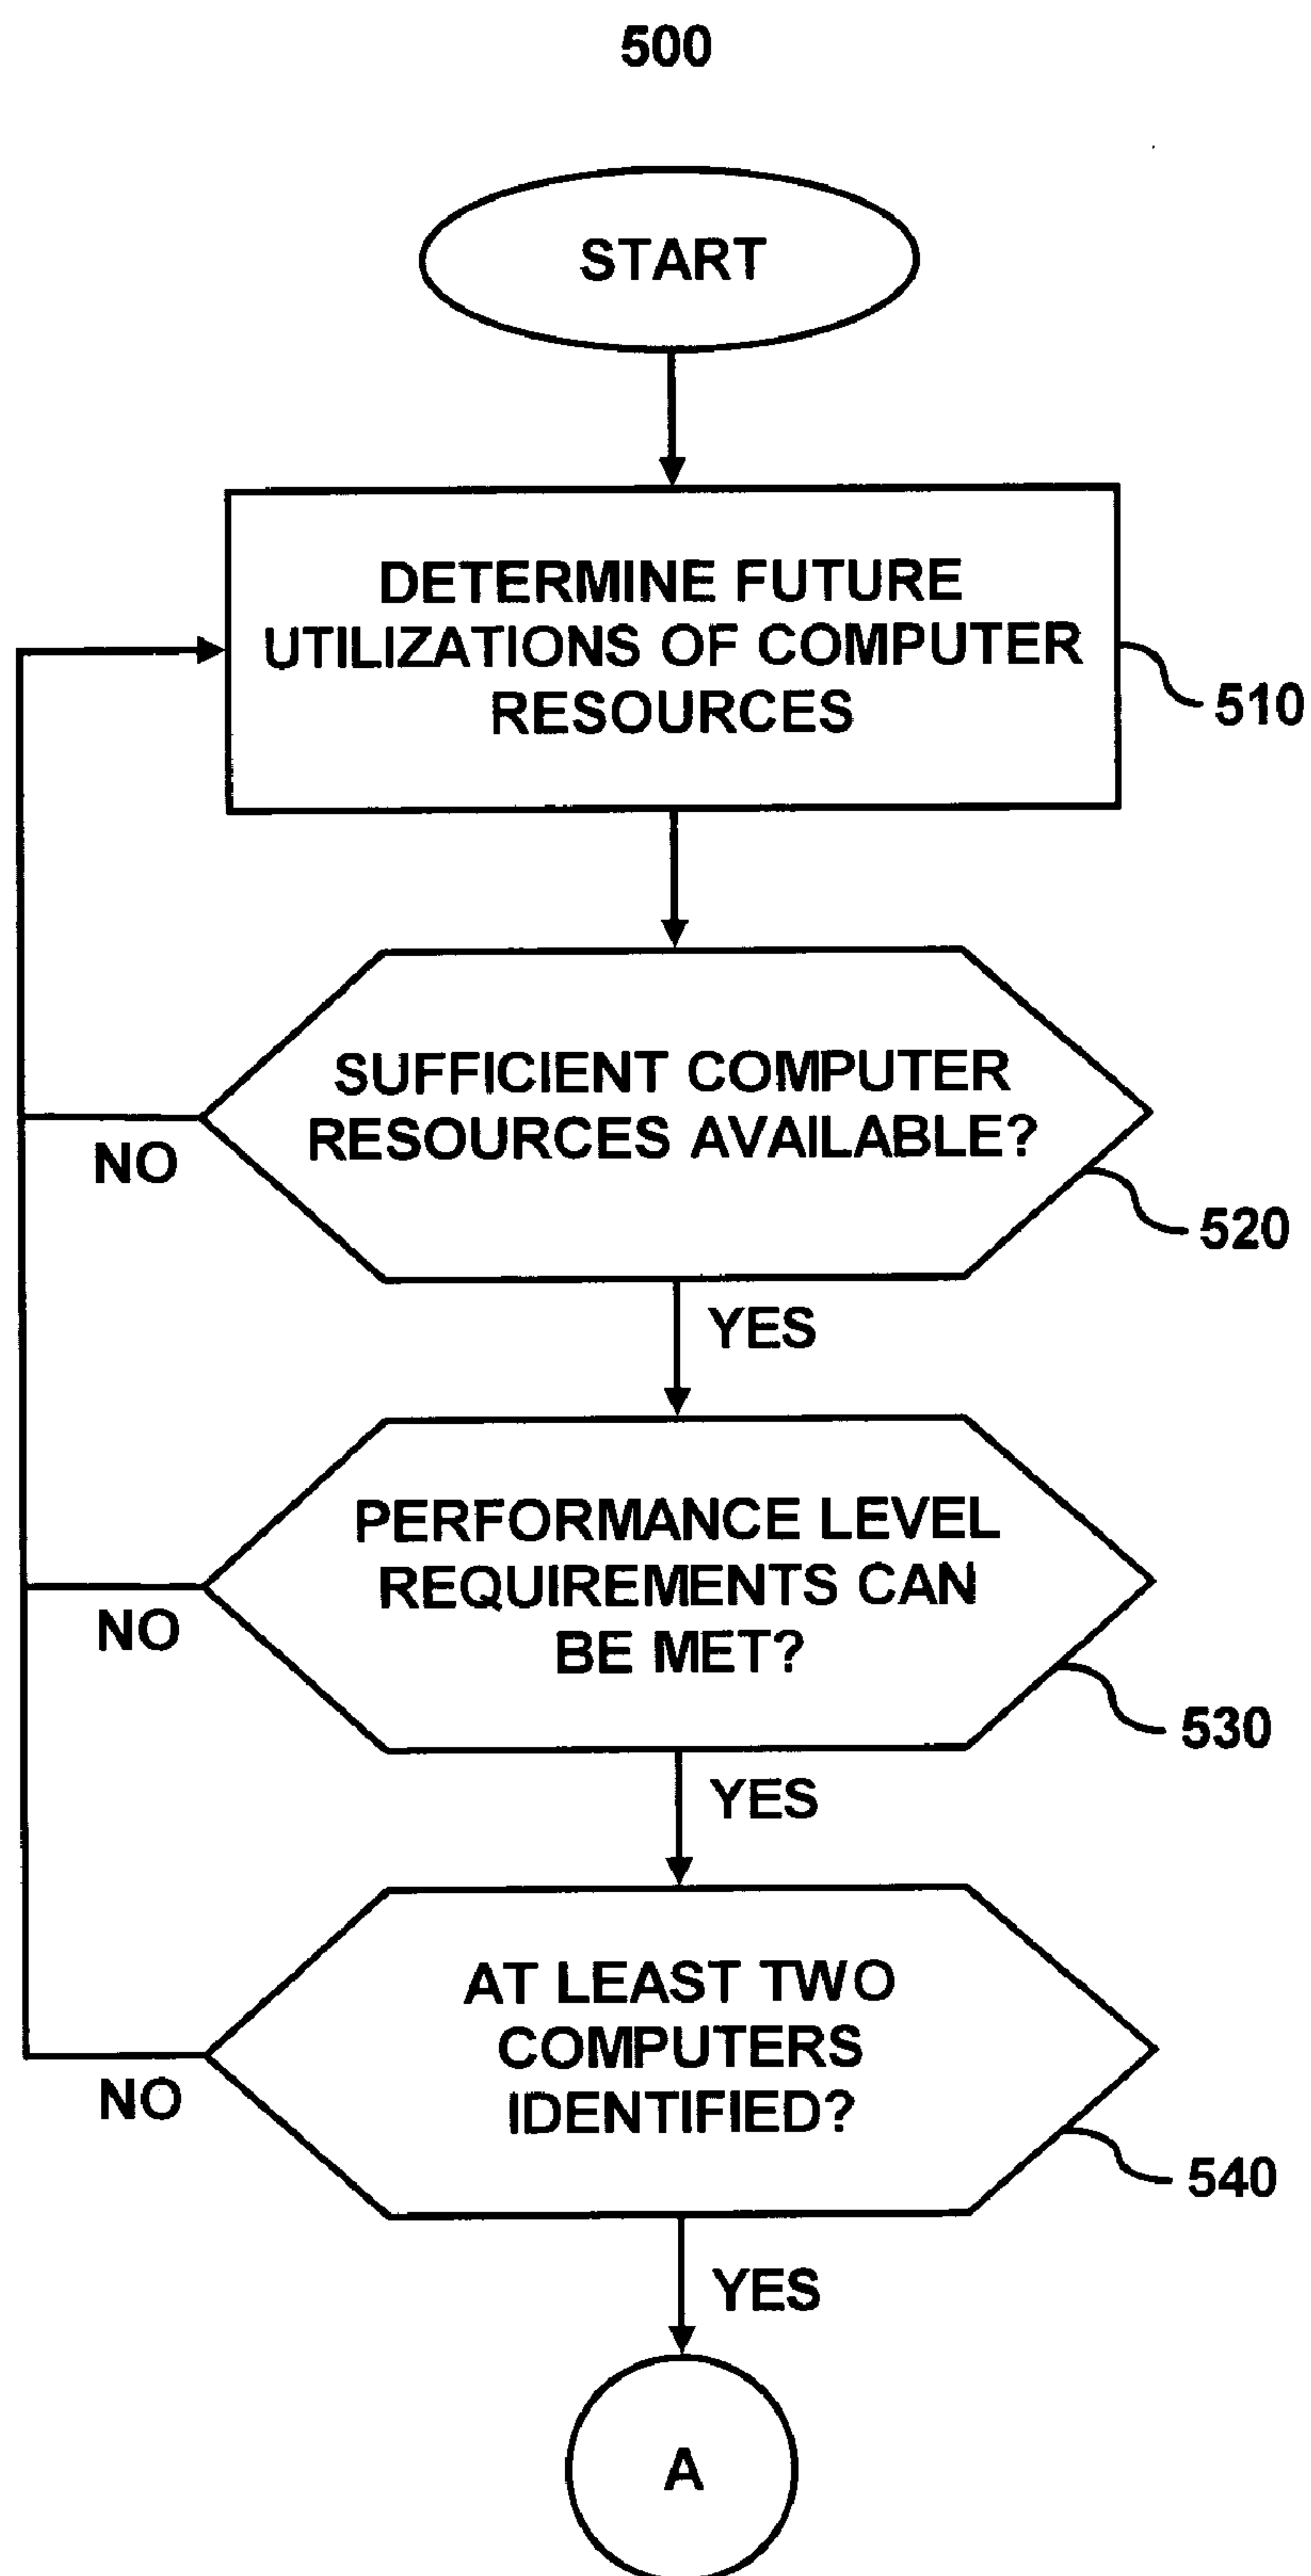 500
START
DETERMINE FUTURE
UTILIZATIONS OF COMPUTER
RESOURCES
510
SUFFICIENT COMPUTER
RESOURCES AVAILABLE?
NO
520
YES
PERFORMANCE LEVEL
REQUIREMENTS CAN
BE MET?
NO
530
YES
AT LEAST TWO
COMPUTERS
IDENTIFIED?
NO
540
YES
A